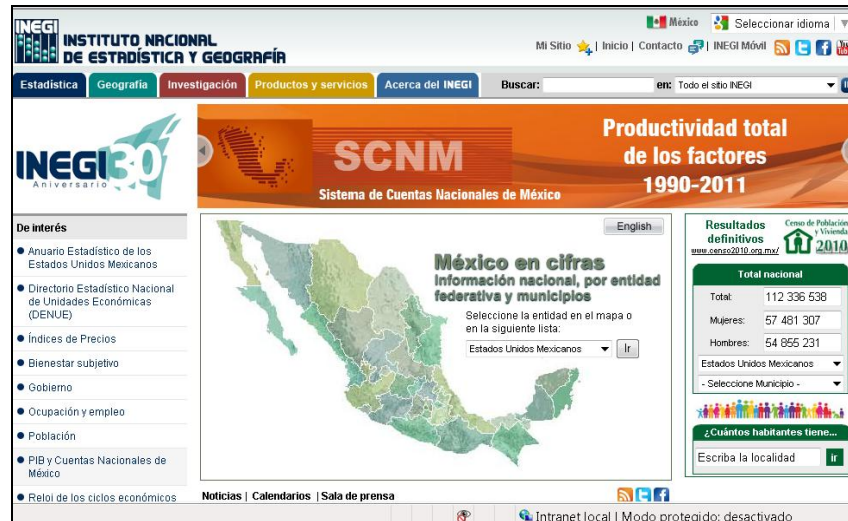 INEGI
INSTITUTO NACIONAL
DE ESTADÍSTICA Y GEOGRAFÍA
México Seleccionar idioma
Mi Sitio | Inicio | Contacto | INEGI Móvil
Estadística Geografía Investigación Productos y servicios Acerca del INEGI Buscar: en: Todo el sitio INEGI
INEGI 30
Aniversario
SCNM
Sistema de Cuentas Nacionales de México
Productividad total
de los factores
1990-2011
De interés
Anuario Estadístico de los
Estados Unidos Mexicanos
Directorio Estadístico Nacional
de Unidades Económicas
(DENUE)
Índices de Precios
Bienestar subjetivo
Gobierno
Ocupación y empleo
Población
PIB y Cuentas Nacionales de
México
Reloj de los ciclos económicos
English
México en cifras
Información nacional, por entidad
federativa y municipios
Seleccione la entidad en el mapa o
en la siguiente lista:
Estados Unidos Mexicanos Ir
Noticias | Calendarios | Sala de prensa
Resultados
definitivos
www.censo2010.org.mx/
Censo de Población
y Vivienda
2010
Total nacional
Total: 112 336 538
Mujeres: 57 481 307
Hombres: 54 855 231
Estados Unidos Mexicanos
- Seleccione Municipio -
¿Cuántos habitantes tiene...
Escriba la localidad ir
Intranet local | Modo protegido: desactivado